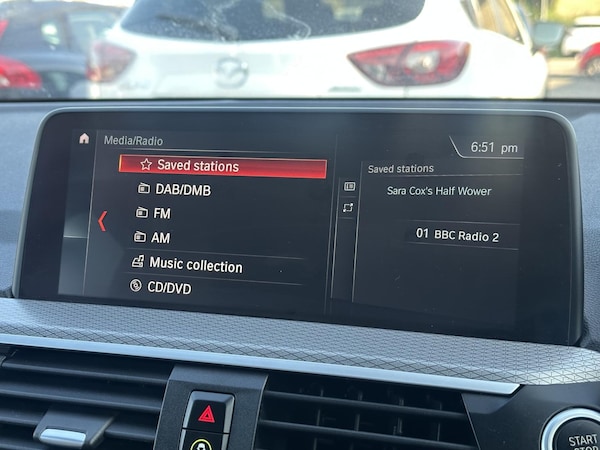 Media/Radio
6:51 pm
Saved stations
DAB/DMB
FM
AM
Music collection
CD/DVD
Saved stations
Sara Cox's Half Wower
01 BBC Radio 2
START
STOP